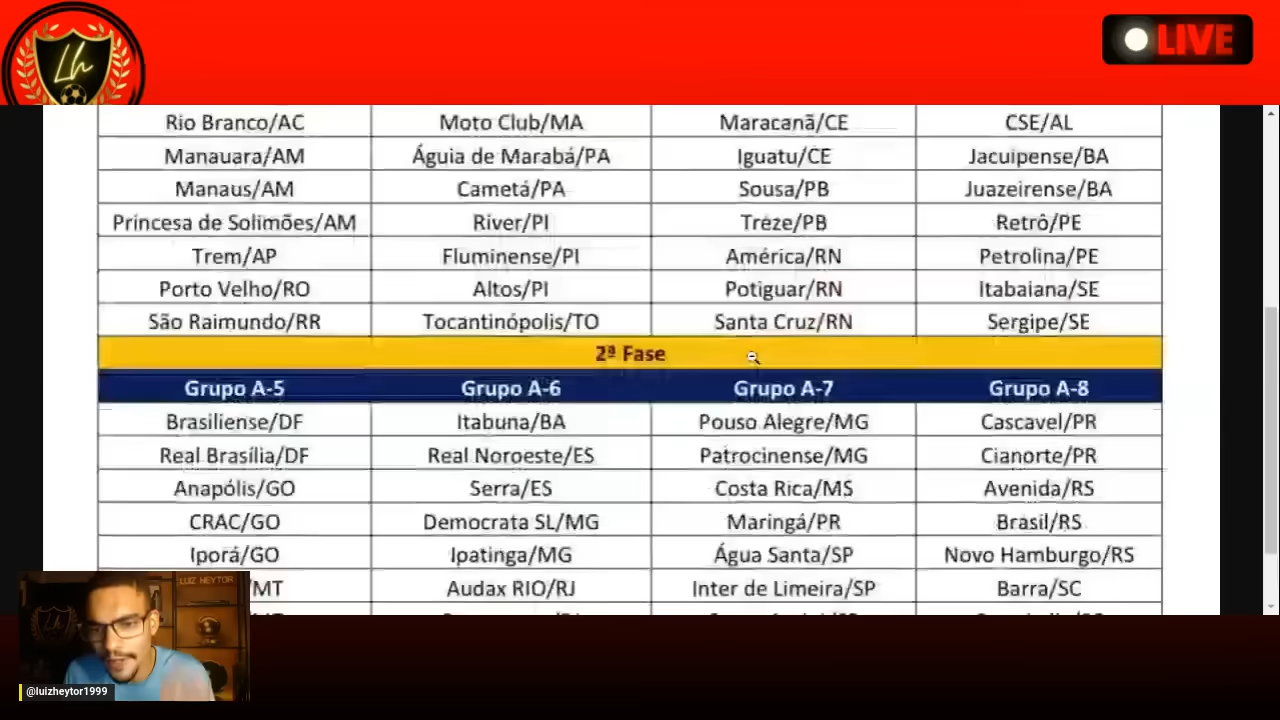 Lh
LIVE
Rio Branco/AC Moto Club/MA Maracanã/CE CSE/AL
Manauara/AM Águia de Marabá/PA Iguatu/CE Jacuipense/BA
Manaus/AM Cametá/PA Sousa/PB Juazeirense/BA
Princesa de Solimões/AM River/PI Treze/PB Retrô/PE
Trem/AP Fluminense/PI América/RN Petrolina/PE
Porto Velho/RO Altos/PI Potiguar/RN Itabaiana/SE
São Raimundo/RR Tocantinópolis/TO Santa Cruz/RN Sergipe/SE
2ª Fase
Grupo A-5 Grupo A-6 Grupo A-7 Grupo A-8
Brasiliense/DF Itabuna/BA Pouso Alegre/MG Cascavel/PR
Real Brasília/DF Real Noroeste/ES Patrocinense/MG Cianorte/PR
Anapólis/GO Serra/ES Costa Rica/MS Avenida/RS
CRAC/GO Democrata SL/MG Maringá/PR Brasil/RS
Iporá/GO Ipatinga/MG Água Santa/SP Novo Hamburgo/RS
/MT Audax RIO/RJ Inter de Limeira/SP Barra/SC
LUIZ HEYTOR
@luizheytor1999